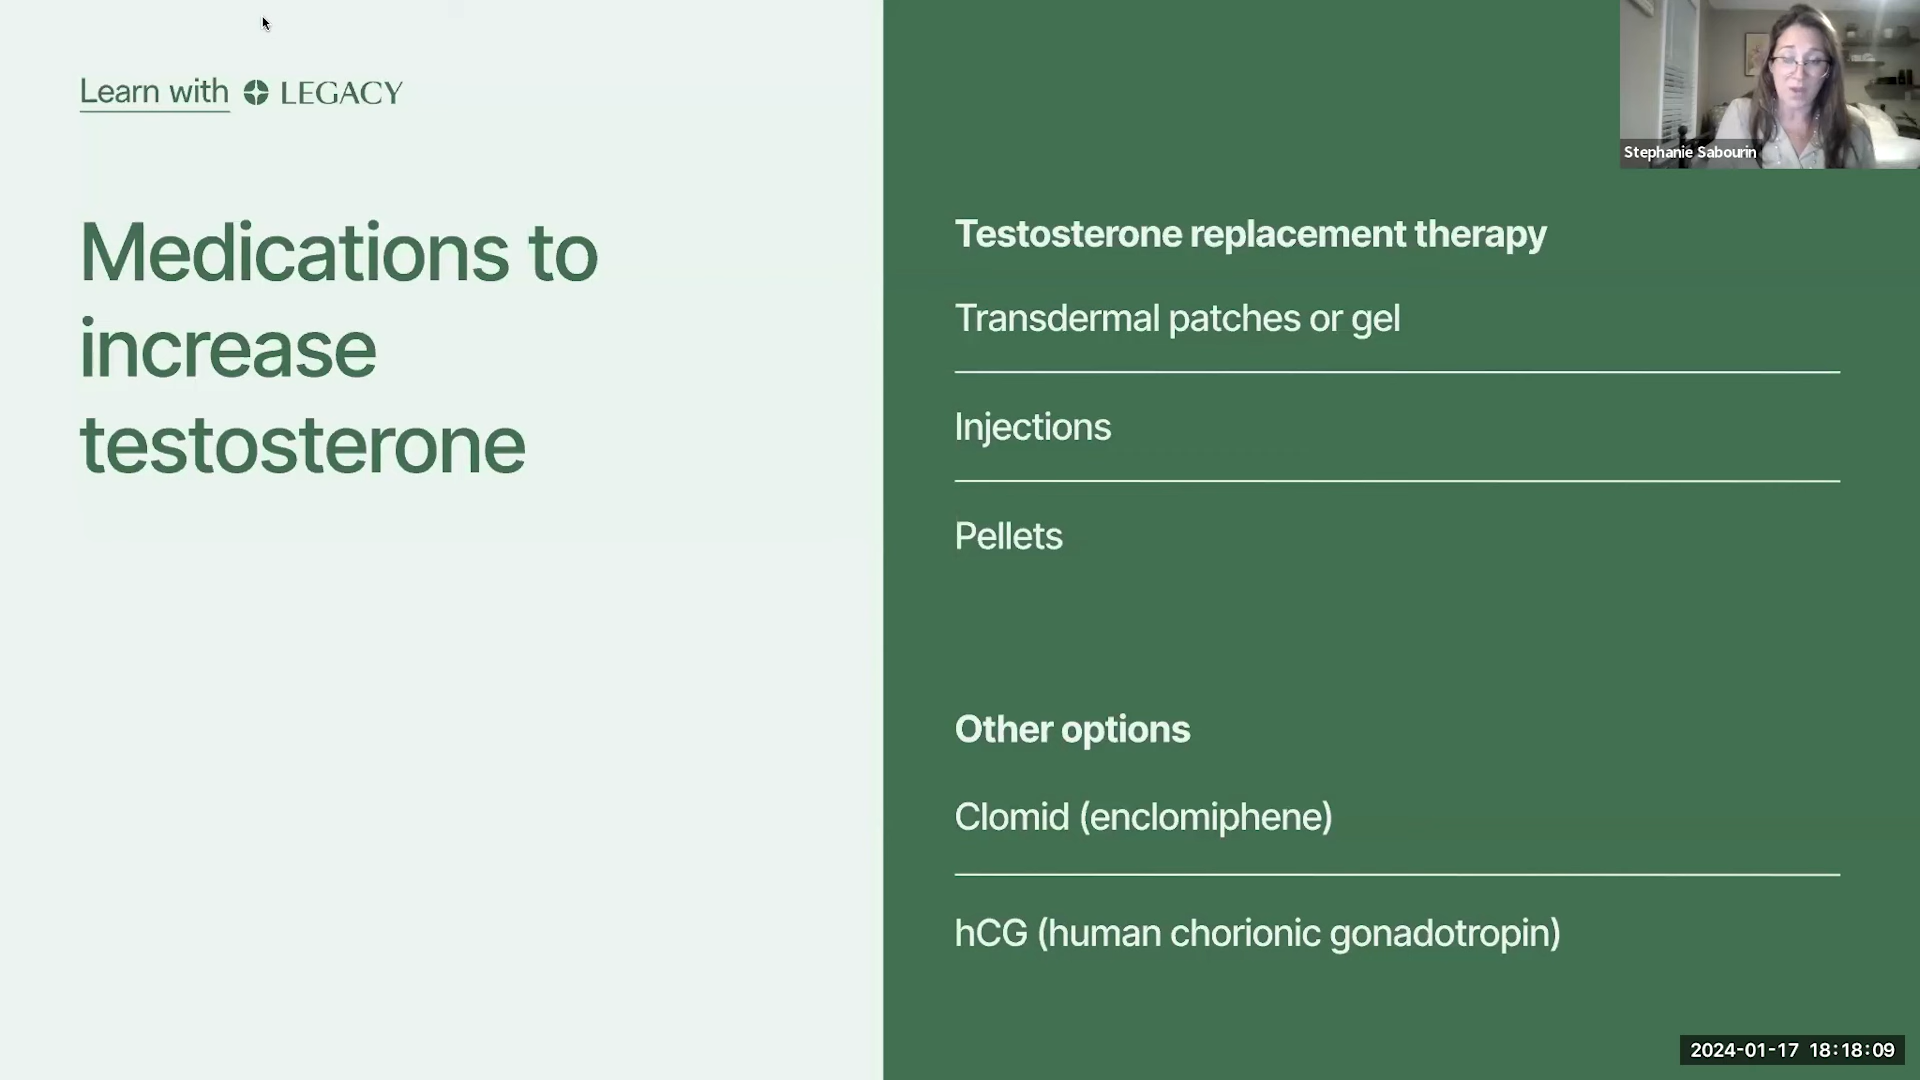 Learn with LEGACY
Medications to
increase
testosterone
Stephanie Sabourin
Testosterone replacement therapy
Transdermal patches or gel
Injections
Pellets
Other options
Clomid (enclomiphene)
hCG (human chorionic gonadotropin)
2024-01-17 18:18:09